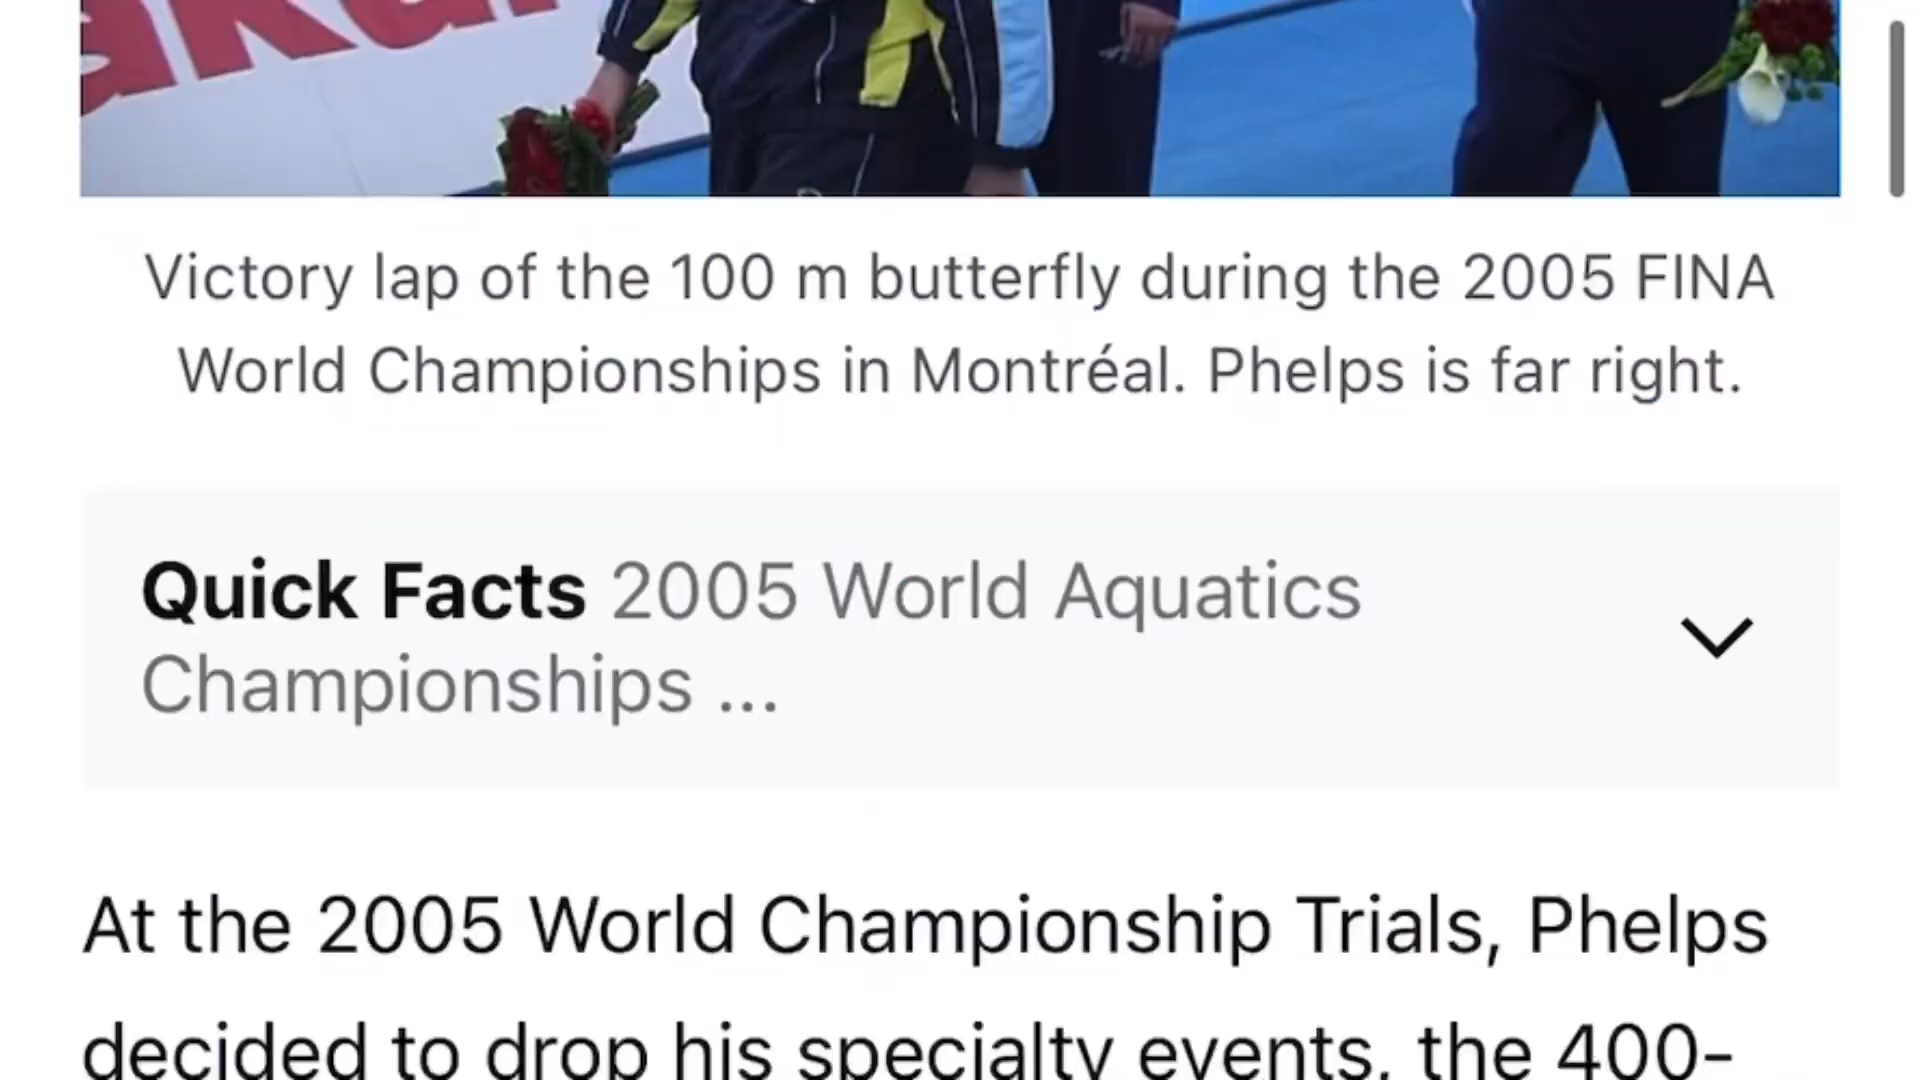 Victory lap of the 100 m butterfly during the 2005 FINA
World Championships in Montréal. Phelps is far right.
Quick Facts 2005 World Aquatics
Championships ...
At the 2005 World Championship Trials, Phelps
decided to drop his specialty events, the 400-